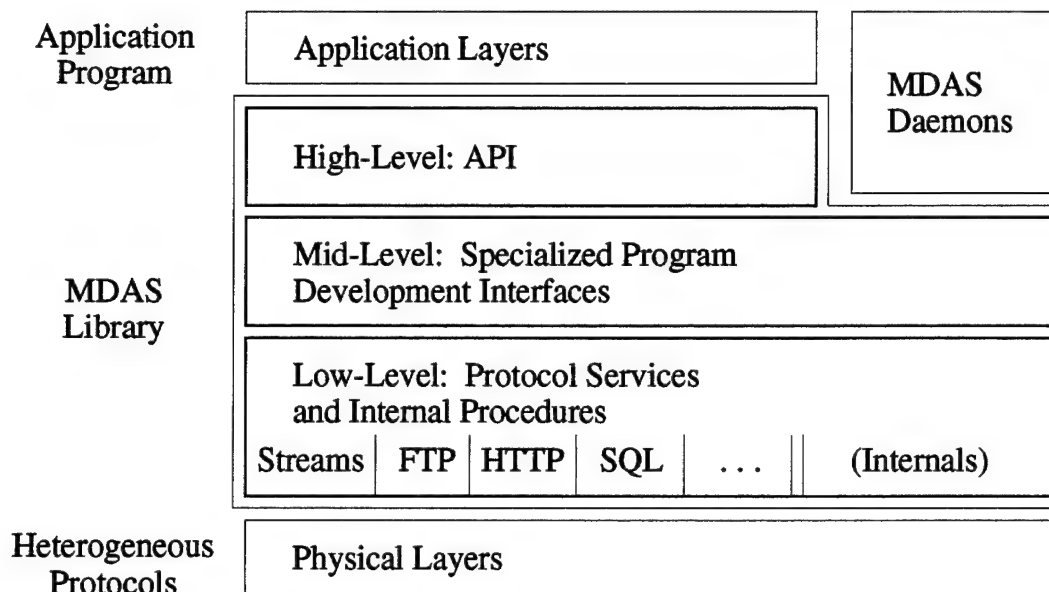 Application
Program
Application Layers
MDAS
Daemons
High-Level: API
MDAS
Library
Mid-Level: Specialized Program
Development Interfaces
Low-Level: Protocol Services
and Internal Procedures
Streams FTP HTTP SQL ... (Internals)
Heterogeneous
Protocols
Physical Layers